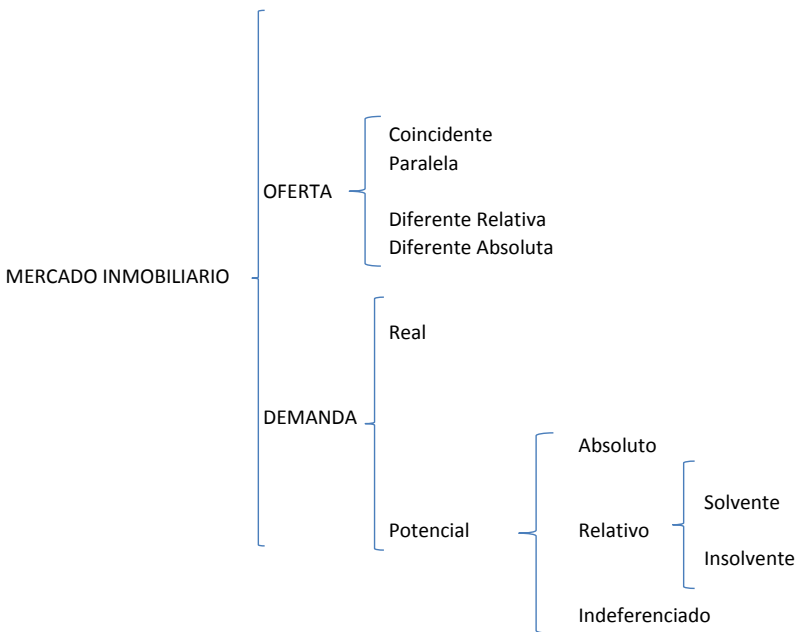 Coincidente
Paralela
OFERTA
Diferente Relativa
Diferente Absoluta
MERCADO INMOBILIARIO
Real
DEMANDA
Absoluto
Solvente
Potencial
Relativo
Insolvente
Indeferenciado